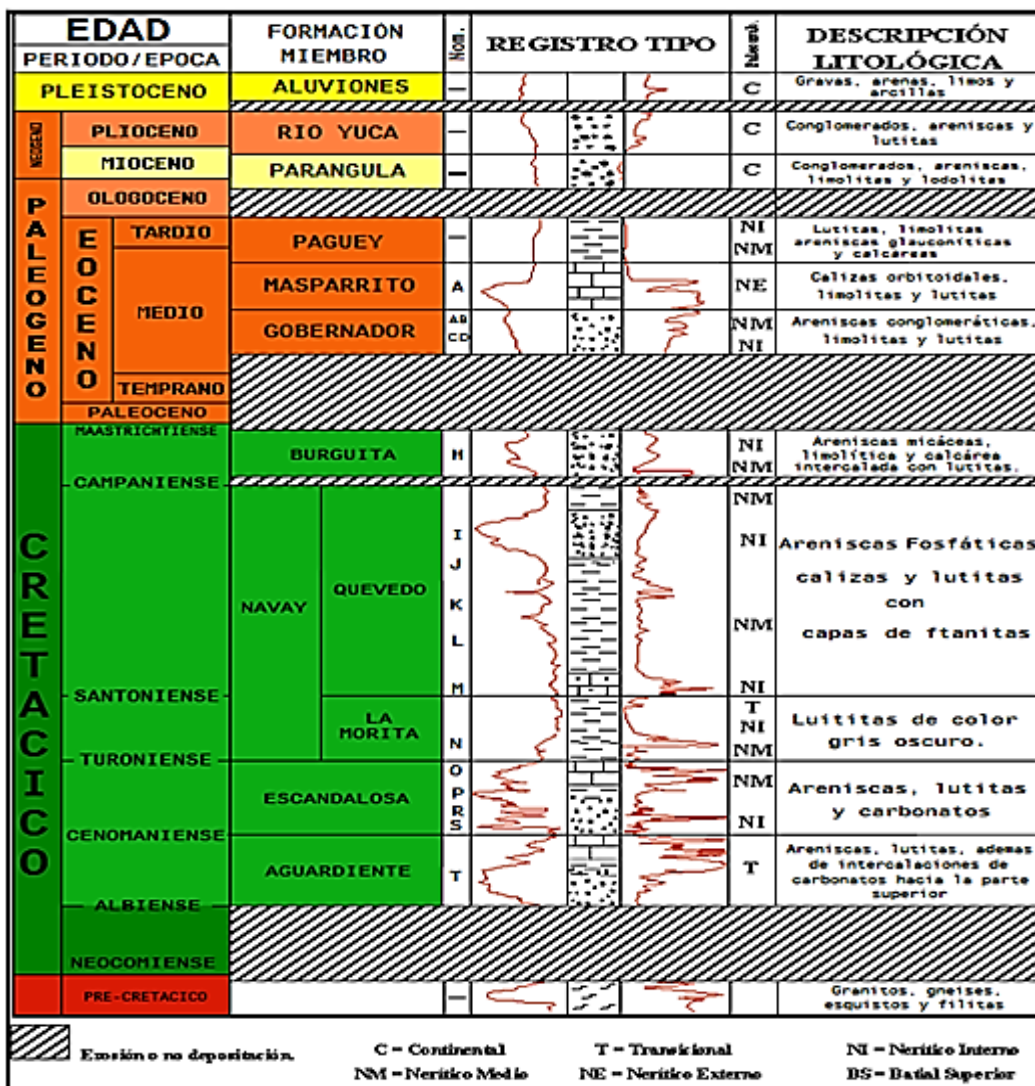 EDAD
PERIODO/EPOCA
FORMACIÓN
MIEMBRO
Nom.
REGISTRO TIPO
DESCRIPCIÓN
LITOLÓGICA
PLEISTOCENO
ALUVIONES
—
C
Gravas, arenas, limos y
arcillas
NEOGENO
PLIOCENO
RIO YUCA
—
C
Conglomerados, areniscas y
lutitas
MIOCENO
PARANGULA
—
C
Conglomerados, areniscas,
limolitas y lodolitas
PALEOGENO
OLOGOCENO
EOCENO
TARDIO
PAGUEY
—
NI
NM
Lutitas, limolitas
areniscas glauconíticas
y calcáreas
MEDIO
MASPARRITO
A
NE
Calizas orbitoidales,
limolitas y lutitas
GOBERNADOR
AB
CD
NM
NI
Areniscas conglomeráticas,
limolitas y lutitas
TEMPRANO
PALEOCENO
CRETACICO
MAASTRICHTIENSE
BURGUITA
H
NI
NM
Areniscas micáceas,
limolítica y calcárea
intercalada con lutitas.
CAMPANIENSE
NAVAY
QUEVEDO
I
J
K
L
M
NM
NI
NM
NI
Areniscas Fosfáticas
calizas y lutitas
con
capas de ftanitas
SANTONIENSE
LA
MORITA
N
T
NI
NM
Luititas de color
gris oscuro.
TURONIENSE
ESCANDALOSA
O
P
R
S
NM
NI
Areniscas, lutitas
y carbonatos
CENOMANIENSE
AGUARDIENTE
T
T
Areniscas, lutitas, ademas
de intercalaciones de
carbonatos hacia la parte
superior
ALBIENSE
NEOCOMIENSE
PRE-CRETACICO
—
Granitos, gneises,
esquistos y filitas
Erosión o no depositación.
C = Continental
T = Transicional
NI = Nerítico Interno
NM = Nerítico Medio
NE = Nerítico Externo
BS = Batial Superior